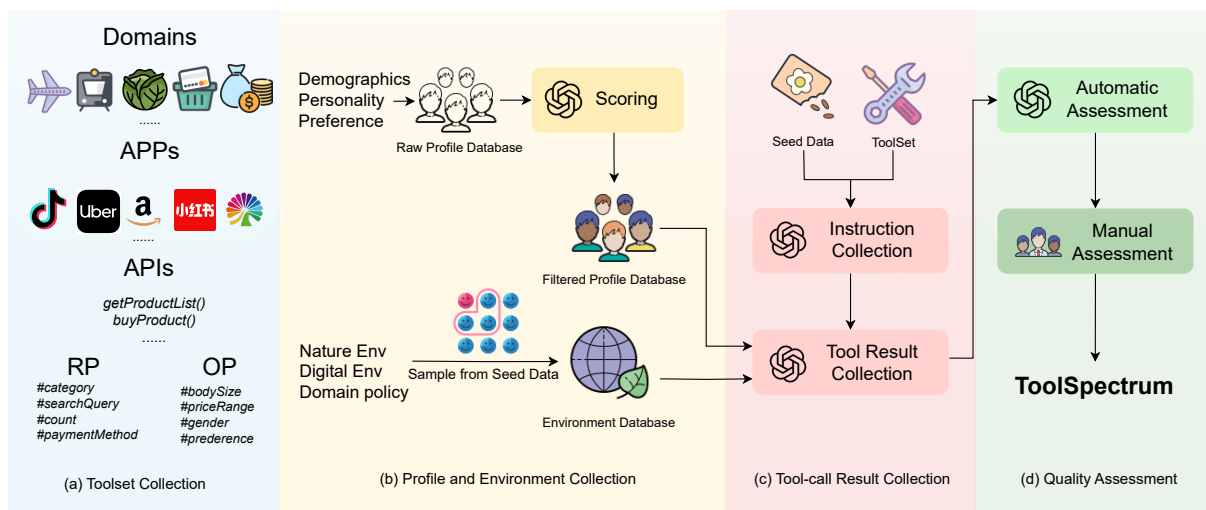 Domains
......
APPs
Uber
a
小红书
......
APIs
getProductList()
buyProduct()
......
RP
#category
#searchQuery
#count
#paymentMethod
OP
#bodySize
#priceRange
#gender
#prederence
(a) Toolset Collection
Demographics
Personality
Preference
Raw Profile Database
Scoring
Filtered Profile Database
Nature Env
Digital Env
Domain policy
Sample from Seed Data
Environment Database
(b) Profile and Environment Collection
Seed Data
ToolSet
Instruction
Collection
Tool Result
Collection
(c) Tool-call Result Collection
Automatic
Assessment
Manual
Assessment
ToolSpectrum
(d) Quality Assessment